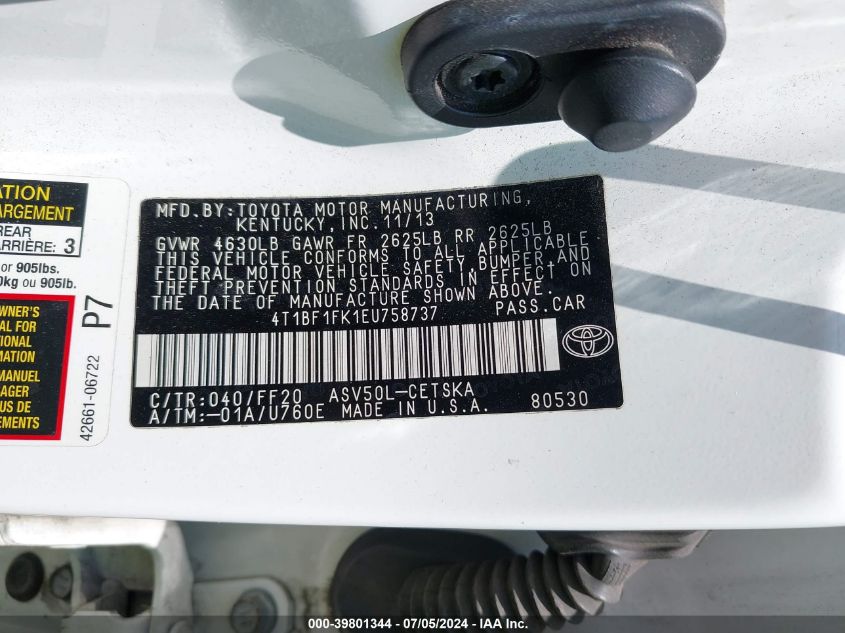 ATION
ARGEMENT
REAR
ARRIÈRE: 3
or 905lbs.
0kg ou 905lb.
WNER'S
AL FOR
TIONAL
RMATION
MANUEL
AGER
US DE
EMENTS
P7
42661-06722
MFD.BY:TOYOTA MOTOR MANUFACTURING,
KENTUCKY, INC. 11/13
GVWR 4630LB GAWR FR 2625LB RR 2625LB
THIS VEHICLE CONFORMS TO ALL APPLICABLE
FEDERAL MOTOR VEHICLE SAFETY,BUMPER AND
THEFT PREVENTION STANDARDS IN EFFECT ON
THE DATE OF MANUFACTURE SHOWN ABOVE.
4T1BF1FK1EU758737 PASS.CAR
C/TR:040/FF20 ASV50L-CETSKA
A/TM:-01A/U760E MADE IN U.S.A. 80530
000-39801344 / 07/05/2024 / IAA Inc.